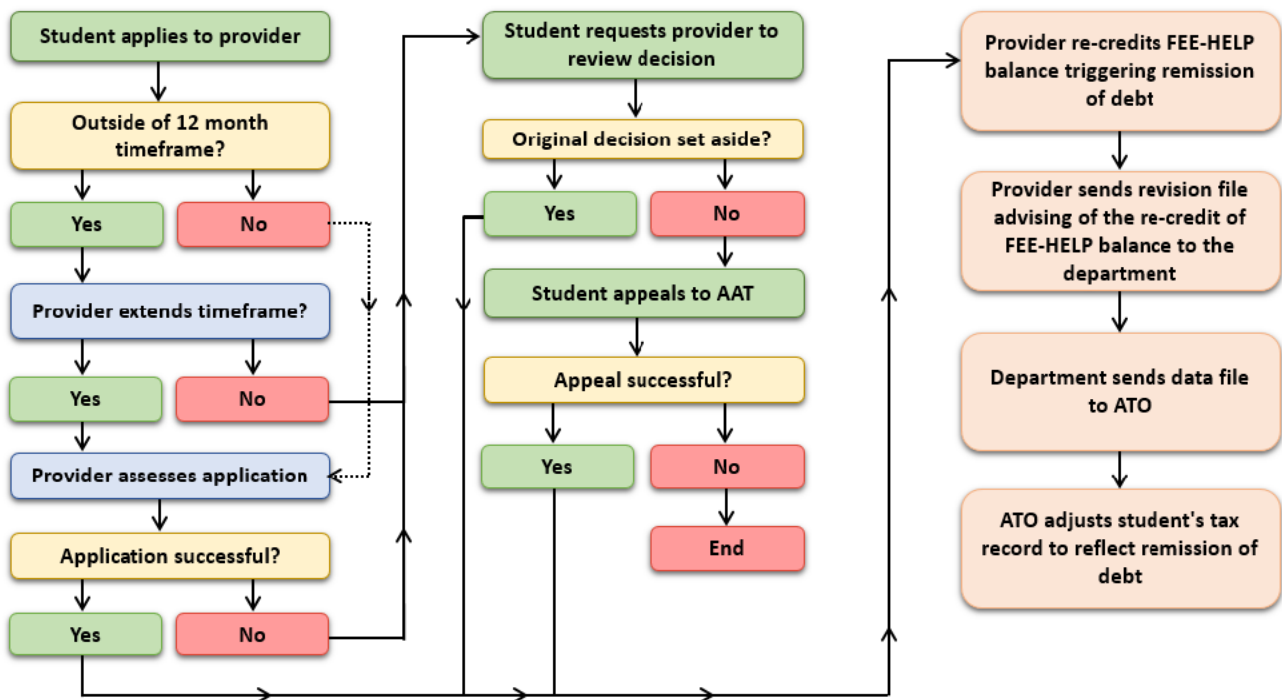 Student applies to provider
Outside of 12 month
timeframe?
Yes
No
Provider extends timeframe?
Yes
No
Provider assesses application
Application successful?
Yes
No
Student requests provider to
review decision
Original decision set aside?
Yes
No
Student appeals to AAT
Appeal successful?
Yes
No
End
Provider re-credits FEE-HELP
balance triggering remission
of debt
Provider sends revision file
advising of the re-credit of
FEE-HELP balance to the
department
Department sends data file
to ATO
ATO adjusts student's tax
record to reflect remission of
debt